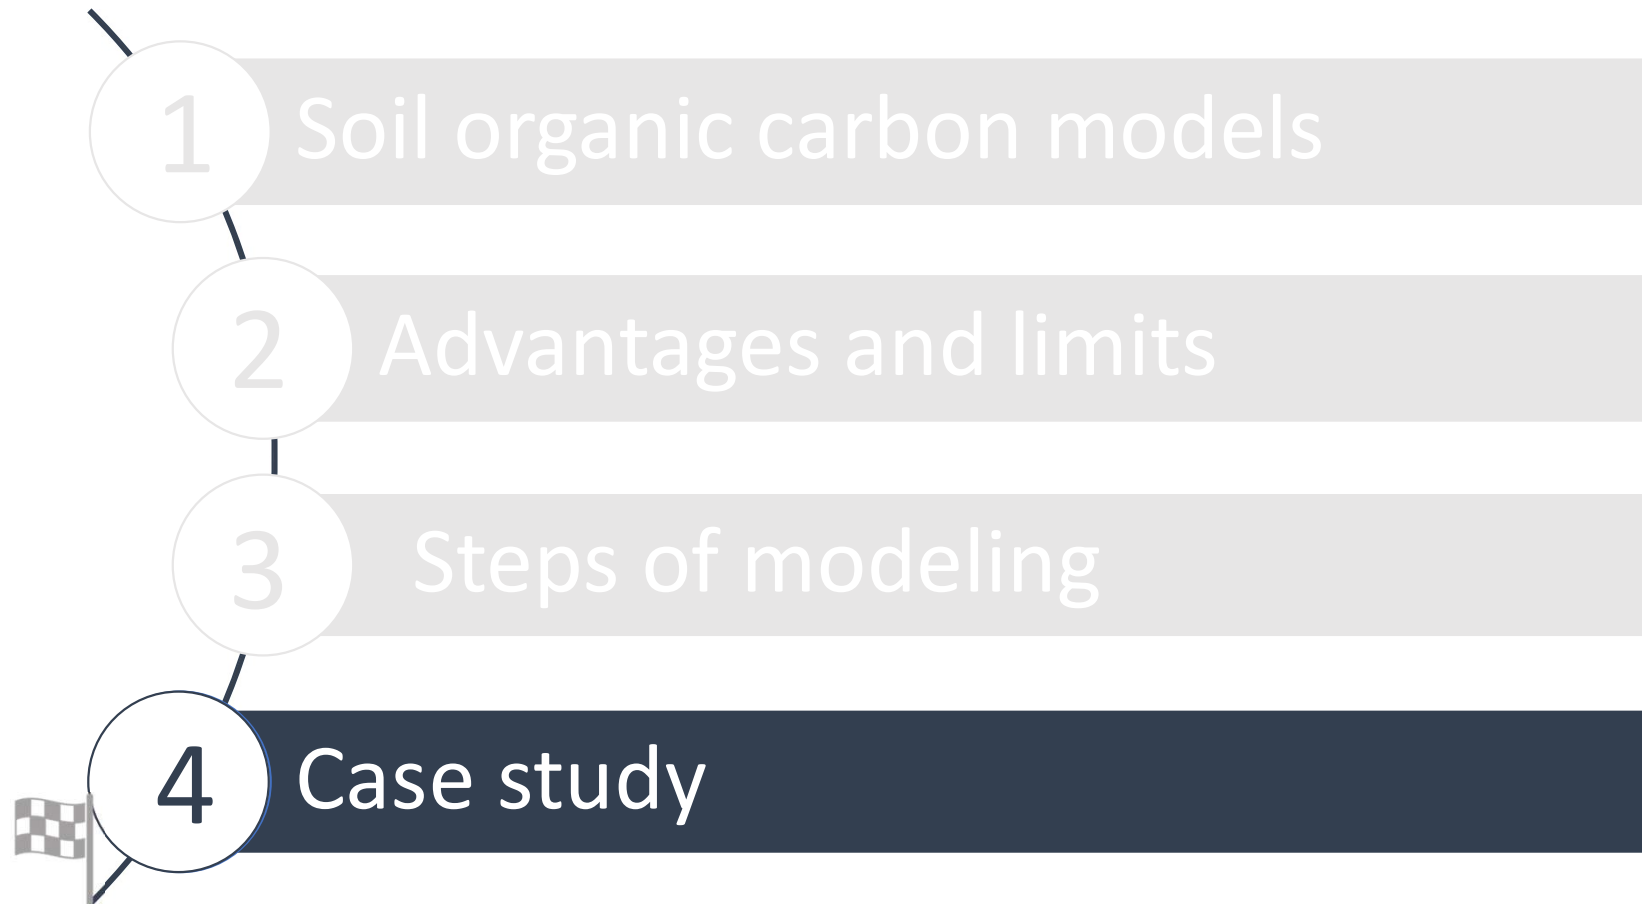 1 Soil organic carbon models
2 Advantages and limits
3 Steps of modeling
4 Case study